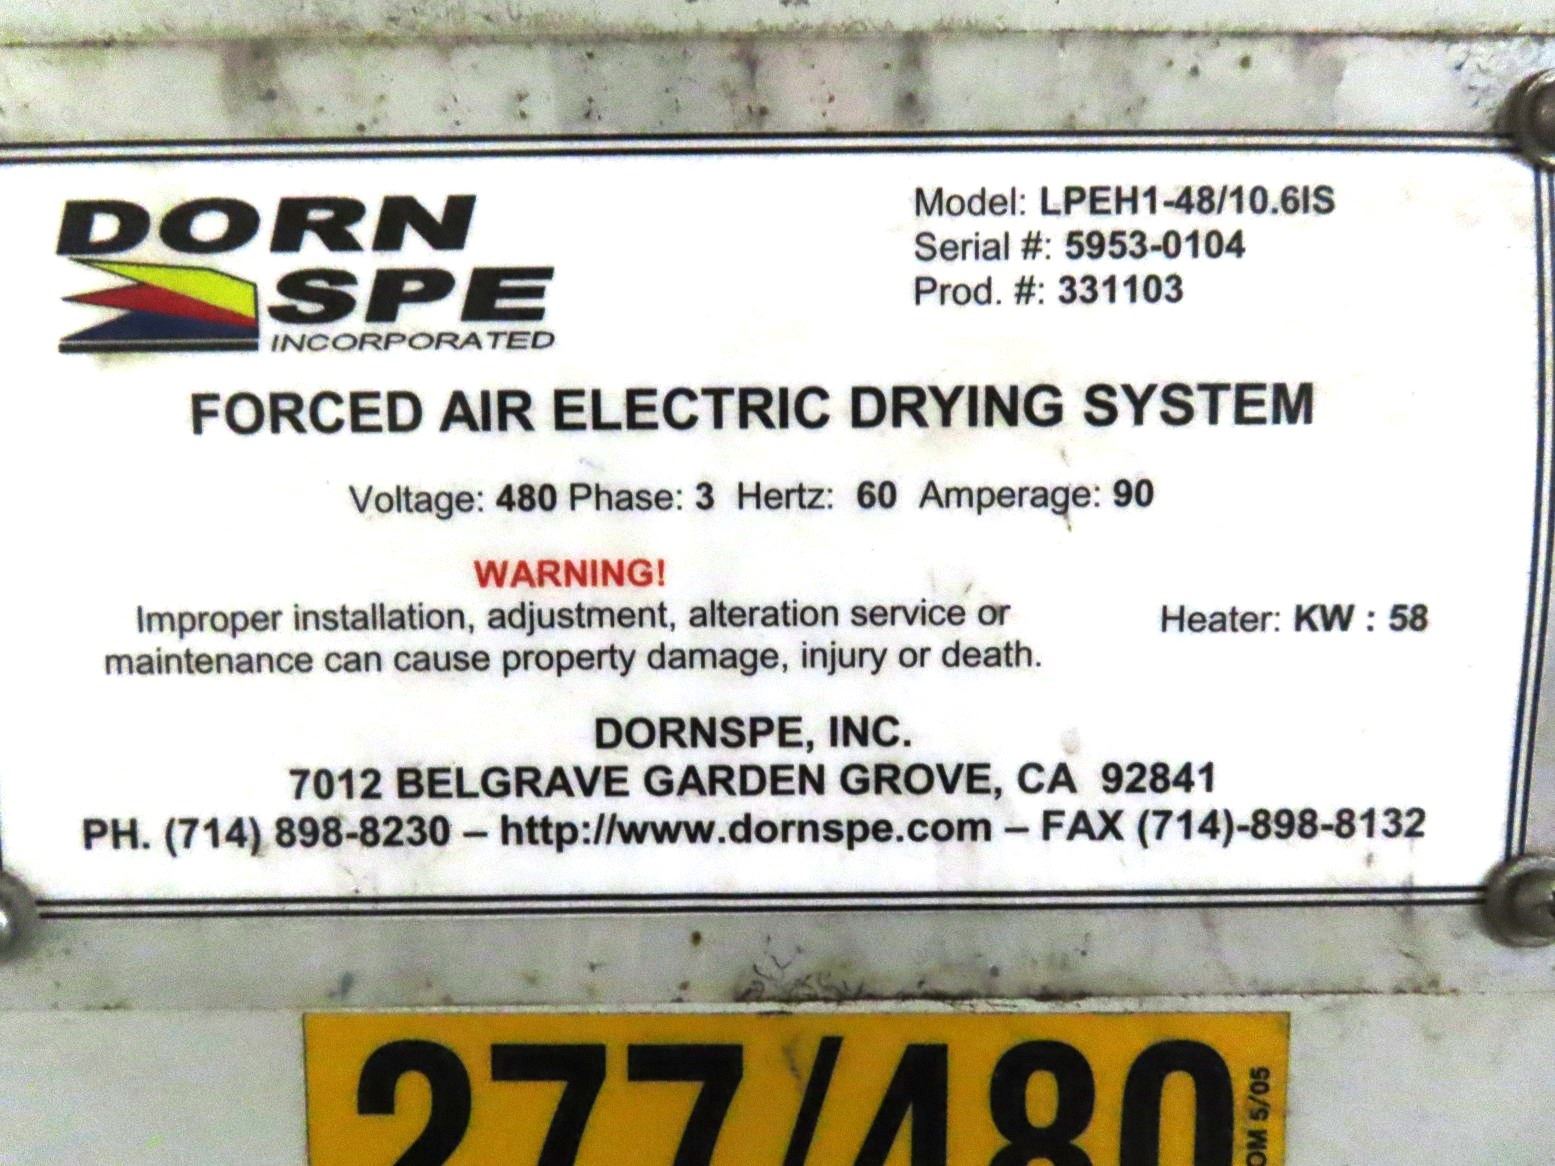 DORN
SPE
INCORPORATED
Model: LPEH1-48/10.6IS
Serial #: 5953-0104
Prod. #: 331103
FORCED AIR ELECTRIC DRYING SYSTEM
Voltage: 480 Phase: 3 Hertz: 60 Amperage: 90
WARNING!
Improper installation, adjustment, alteration service or
maintenance can cause property damage, injury or death.
Heater: KW : 58
DORNSPE, INC.
7012 BELGRAVE GARDEN GROVE, CA 92841
PH. (714) 898-8230 – http://www.dornspe.com – FAX (714)-898-8132
277/480
OM 5/05